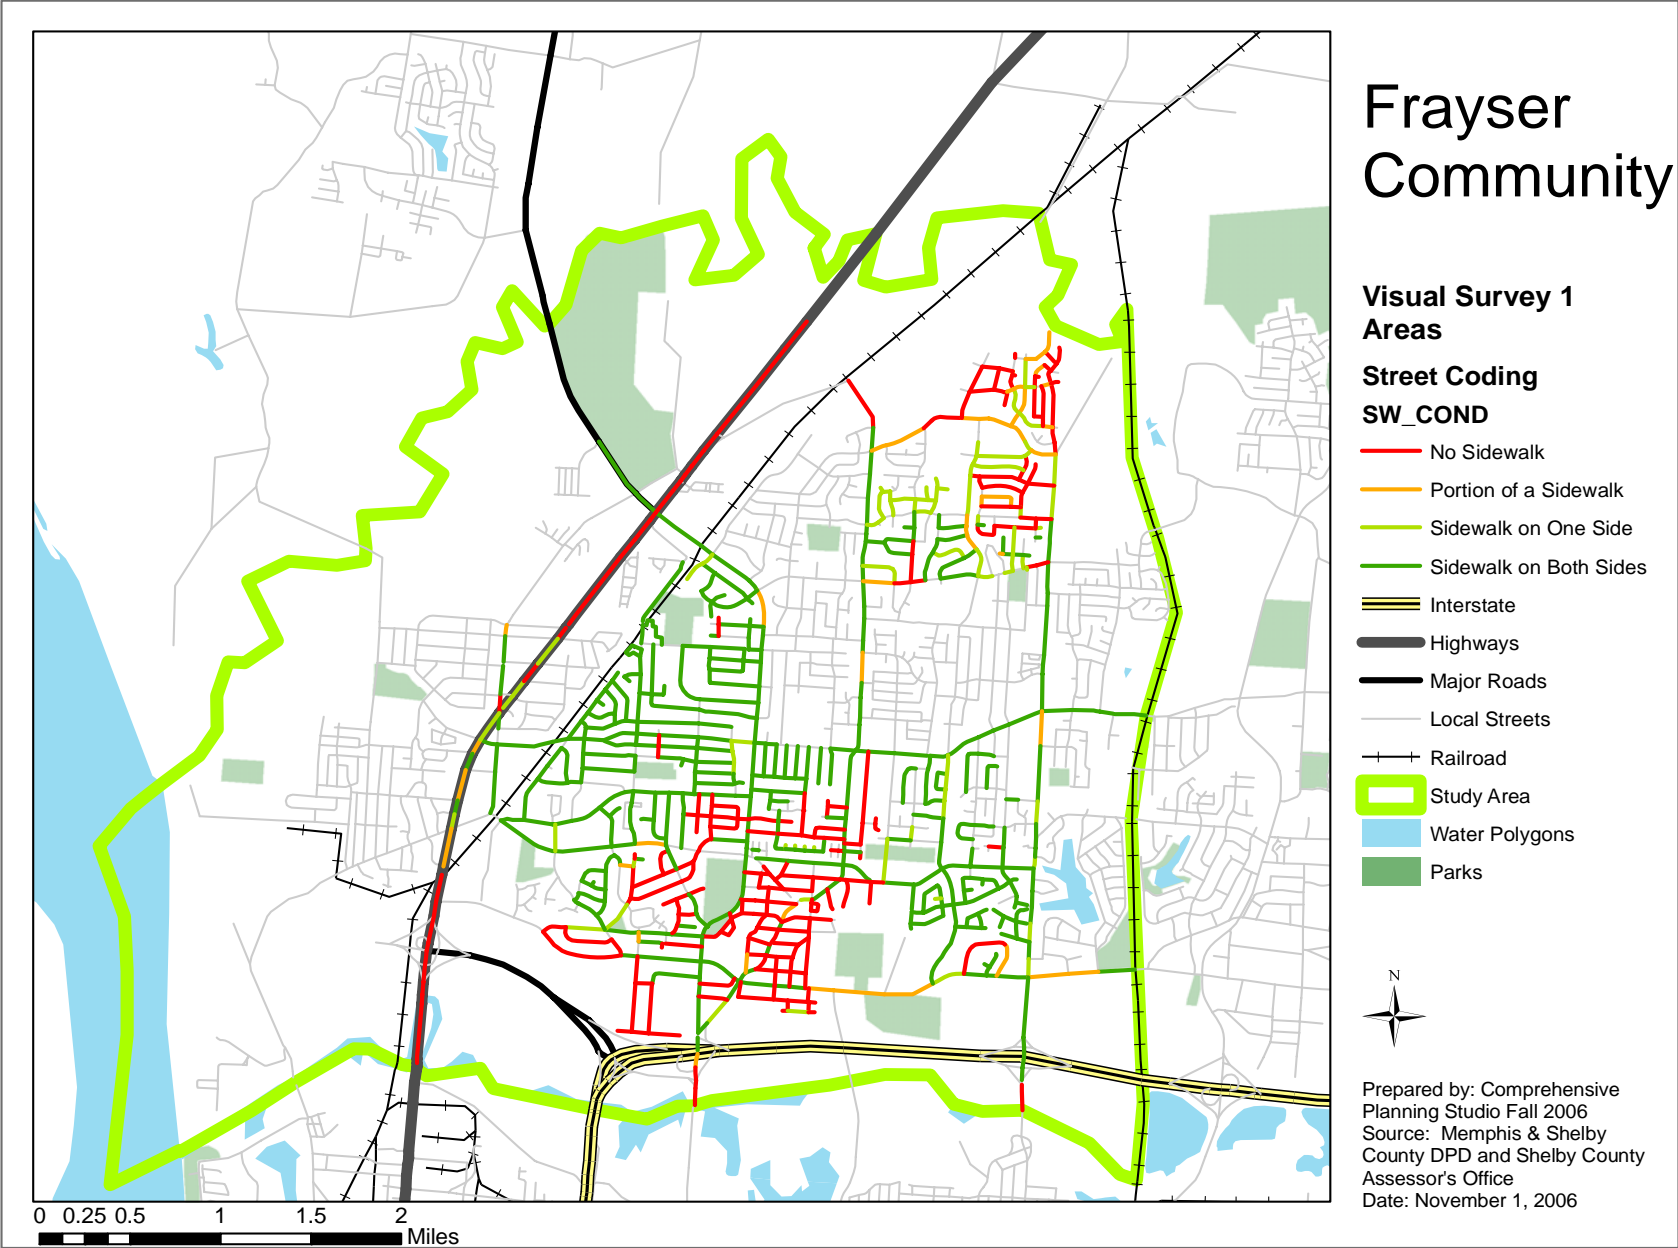 Frayser
Community
Visual Survey 1
Areas
Street Coding
SW_COND
No Sidewalk
Portion of a Sidewalk
Sidewalk on One Side
Sidewalk on Both Sides
Interstate
Highways
Major Roads
Local Streets
Railroad
Study Area
Water Polygons
Parks
N
Prepared by: Comprehensive
Planning Studio Fall 2006
Source: Memphis & Shelby
County DPD and Shelby County
Assessor's Office
Date: November 1, 2006
0 0.25 0.5 1 1.5 2
Miles